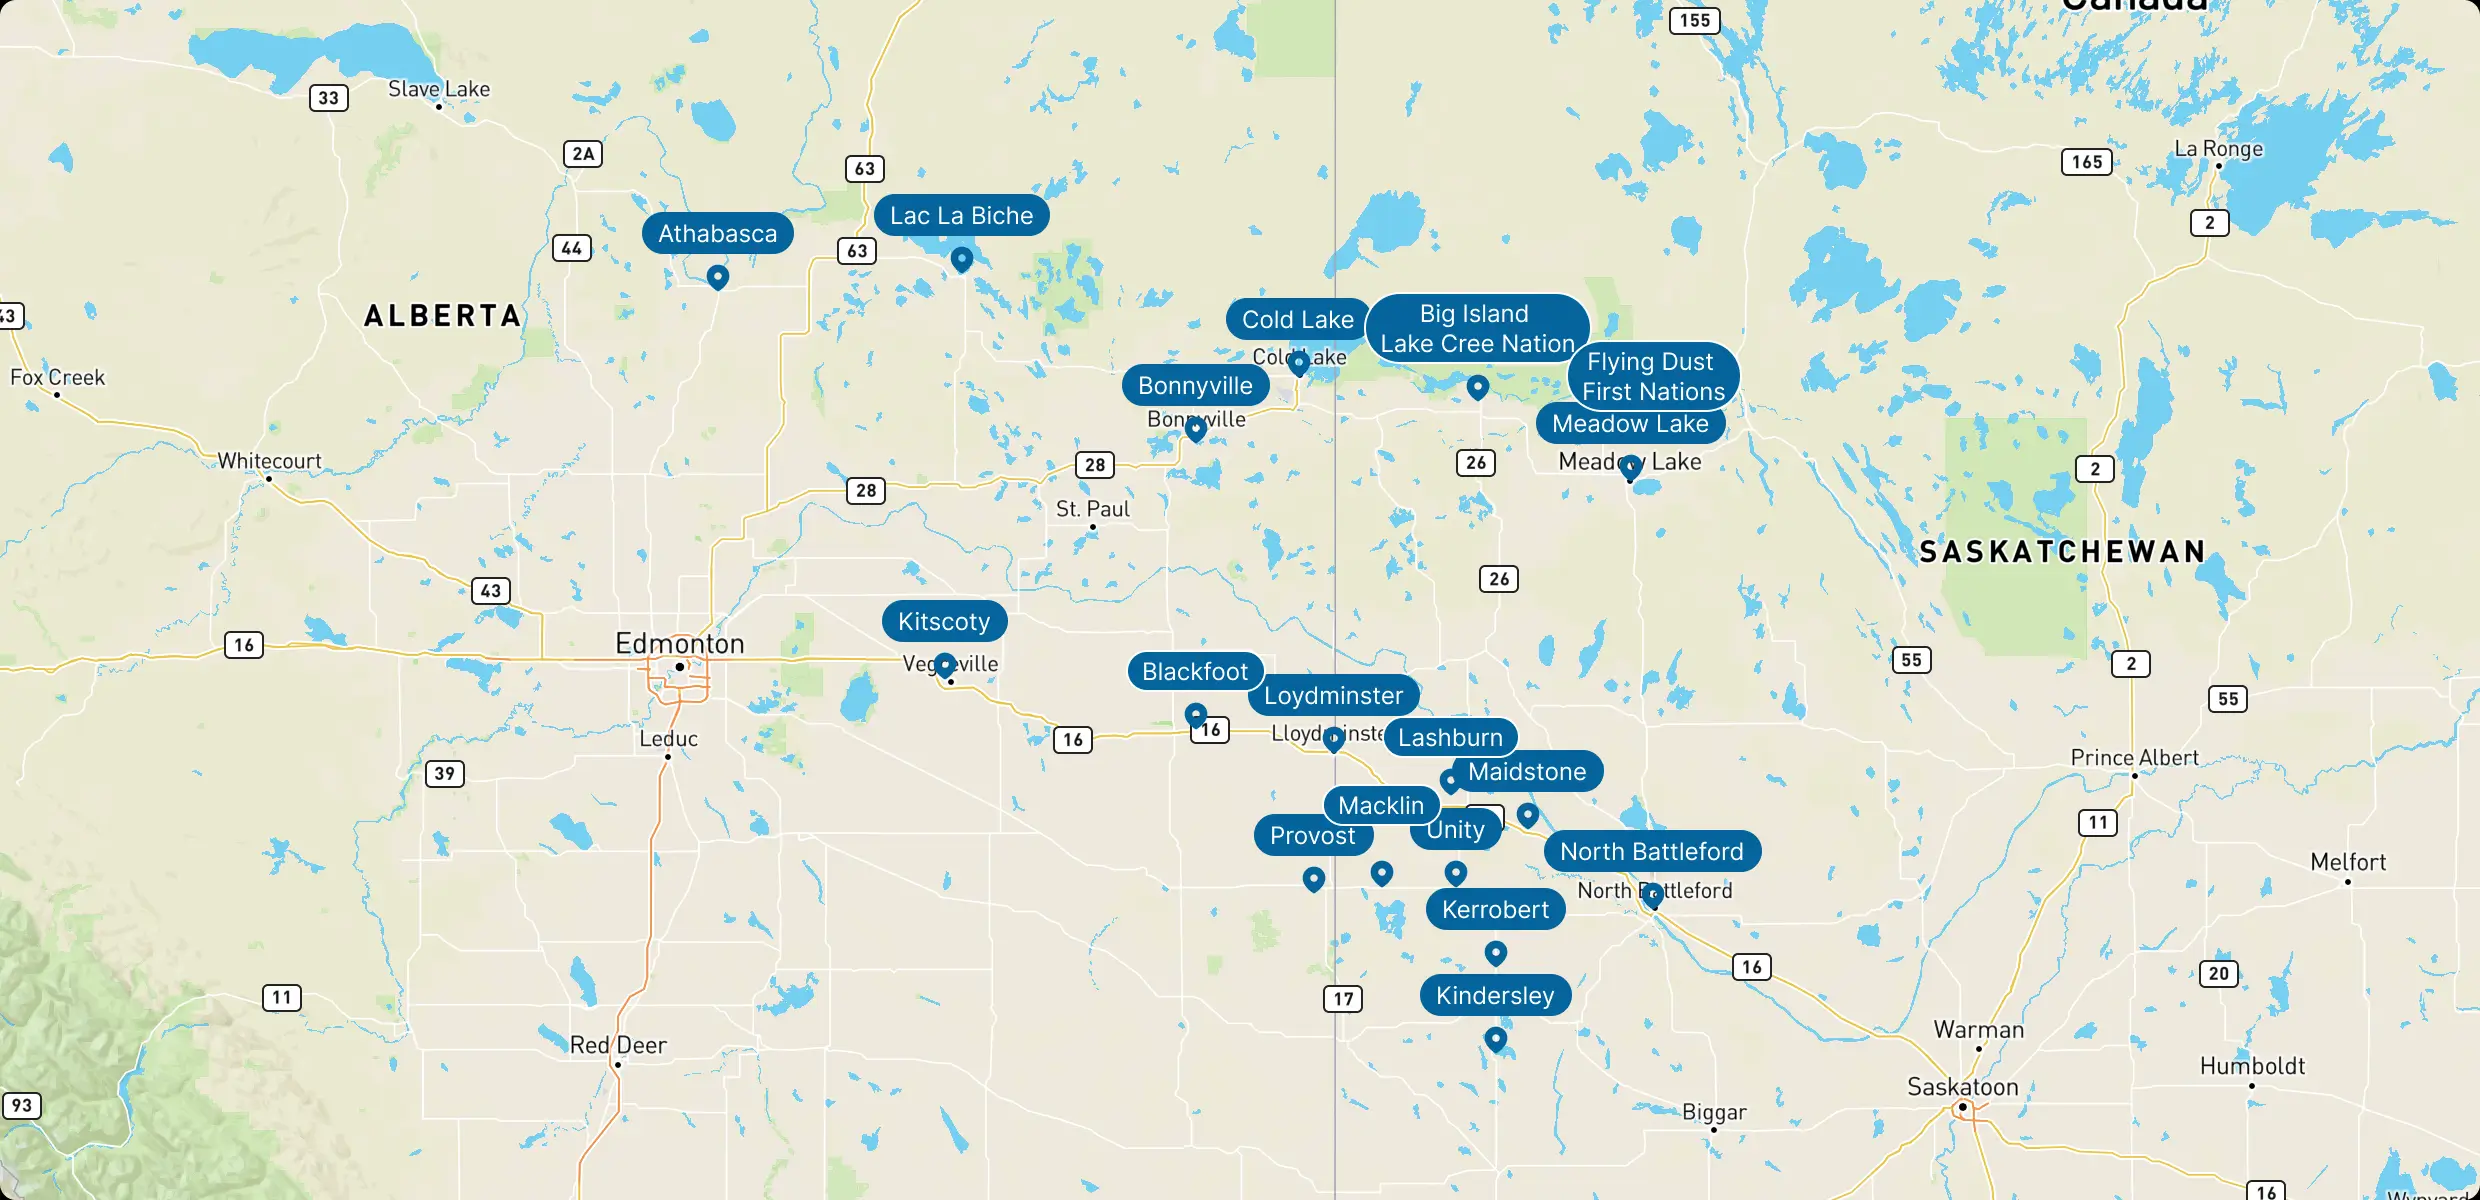 Canada
155
Slave Lake
33
2A
La Ronge
165
63
Lac La Biche
Athabasca
2
44
63
ALBERTA
43
Cold Lake
Big Island
Lake Cree Nation
Cold Lake
Flying Dust
First Nations
Fox Creek
Bonnyville
Bonnyville
Meadow Lake
Meadow Lake
Whitecourt
28
26
2
28
St. Paul
SASKATCHEWAN
26
43
Kitscoty
16
Edmonton
Vegreville
55
2
Blackfoot
Loydminster
55
16
16
Lloydminste
Lashburn
Leduc
39
Maidstone
Prince Albert
Macklin
Provost
Unity
11
North Battleford
Melfort
North Battleford
Kerrobert
16
20
11
17
Kindersley
Warman
Red Deer
Humboldt
Saskatoon
93
Biggar
16
Wynyard